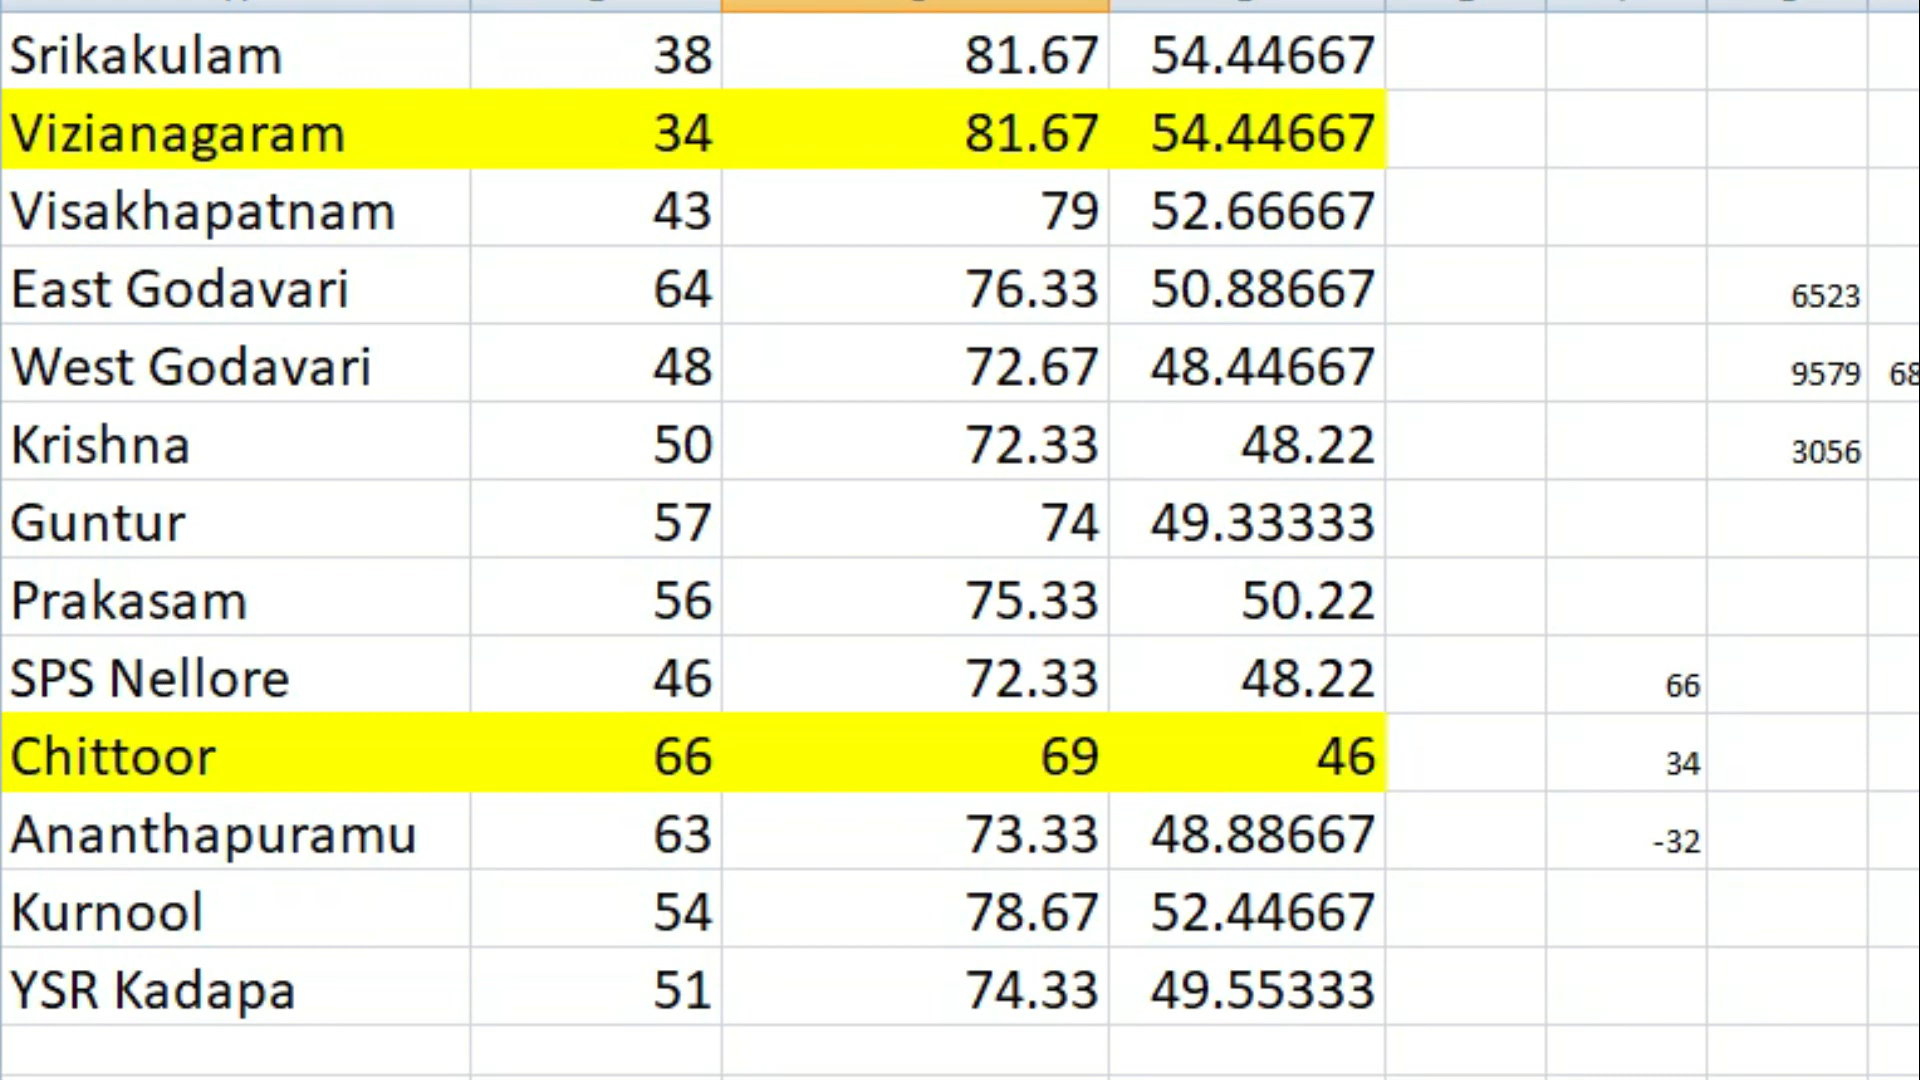 Srikakulam 38 81.67 54.44667
Vizianagaram 34 81.67 54.44667
Visakhapatnam 43 79 52.66667
East Godavari 64 76.33 50.88667 6523
West Godavari 48 72.67 48.44667 9579 68
Krishna 50 72.33 48.22 3056
Guntur 57 74 49.33333
Prakasam 56 75.33 50.22
SPS Nellore 46 72.33 48.22 66
Chittoor 66 69 46 34
Ananthapuramu 63 73.33 48.88667 -32
Kurnool 54 78.67 52.44667
YSR Kadapa 51 74.33 49.55333